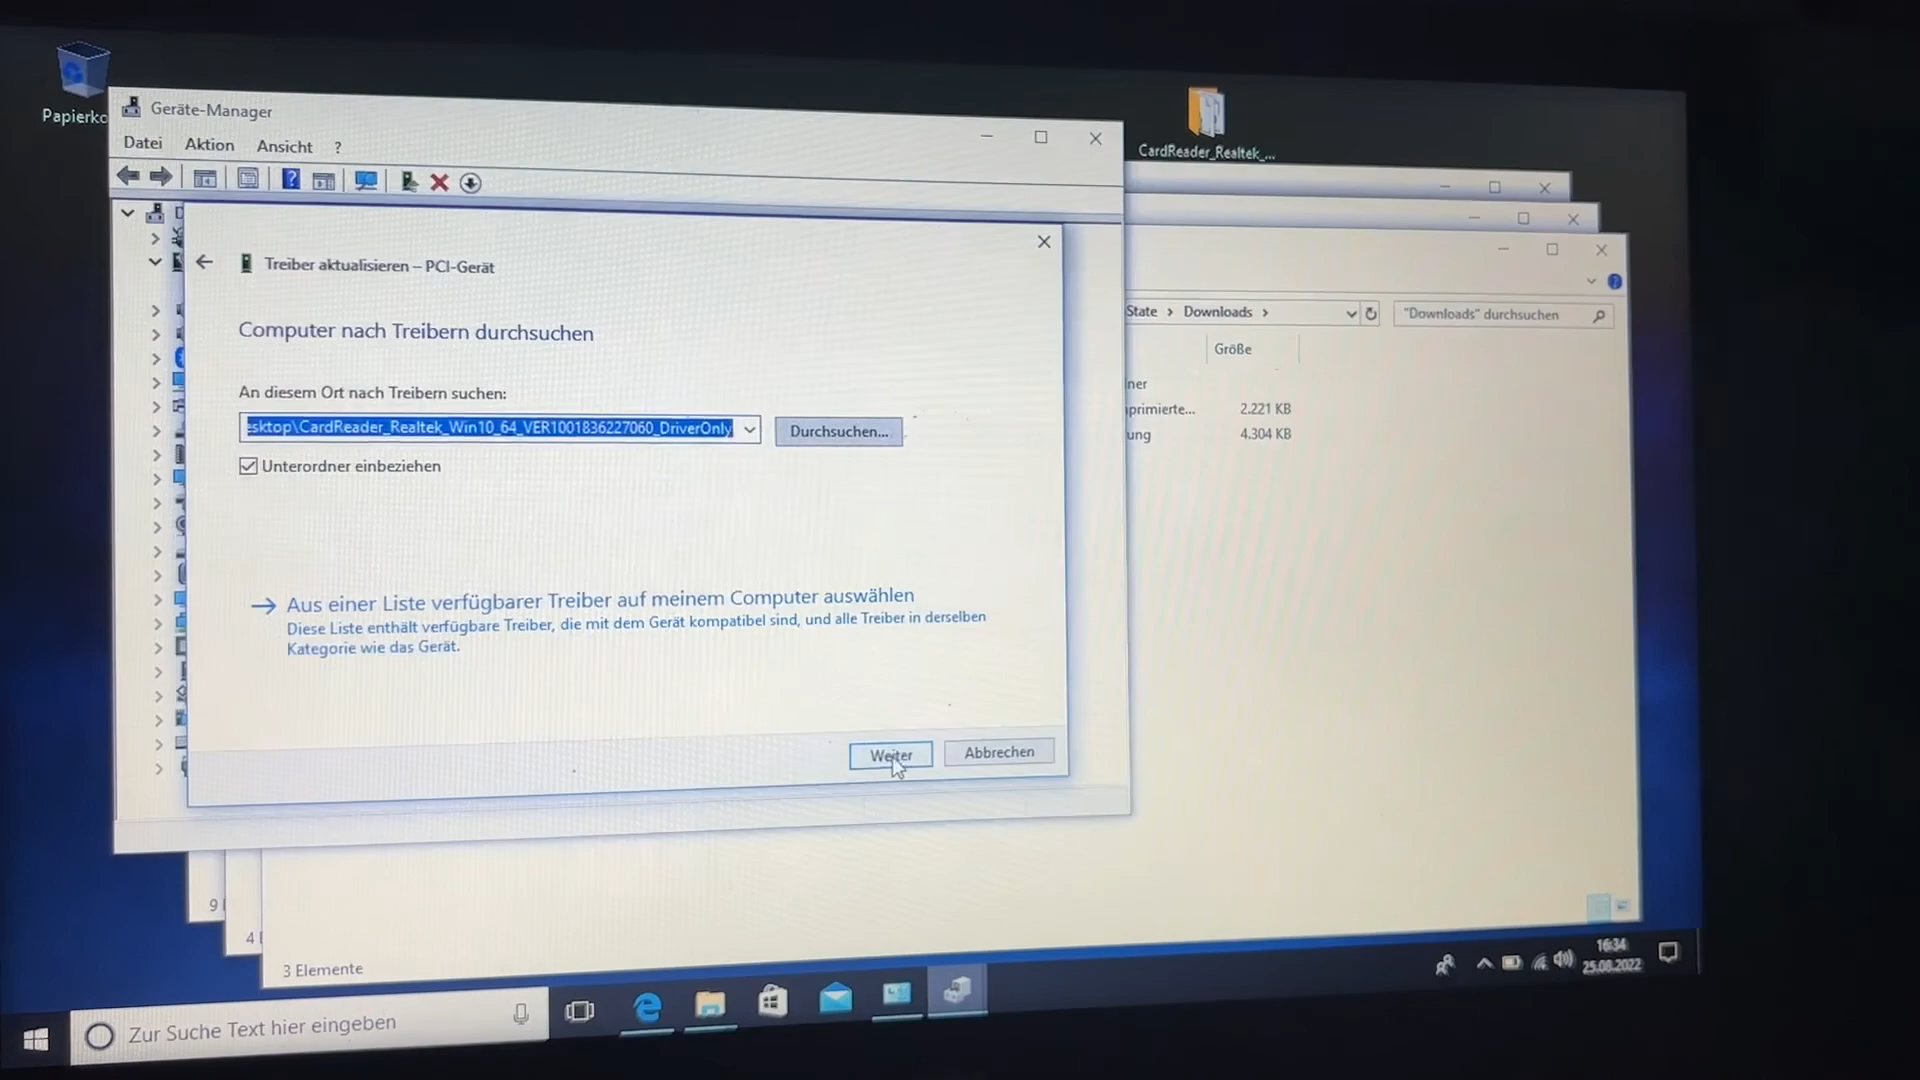 Papierko
Geräte-Manager
Datei Aktion Ansicht ?
CardReader_Realtek_...
Treiber aktualisieren – PCI-Gerät
Computer nach Treibern durchsuchen
An diesem Ort nach Treibern suchen:
esktop\CardReader_Realtek_Win10_64_VER1001836227060_DriverOnly
Durchsuchen...
Unterordner einbeziehen
Aus einer Liste verfügbarer Treiber auf meinem Computer auswählen
Diese Liste enthält verfügbare Treiber, die mit dem Gerät kompatibel sind, und alle Treiber in derselben
Kategorie wie das Gerät.
Weiter
Abbrechen
State > Downloads >
"Downloads" durchsuchen
Größe
ner
primierte... 2.221 KB
ung 4.304 KB
9
4
3 Elemente
Zur Suche Text hier eingeben
16:34
25.08.2022